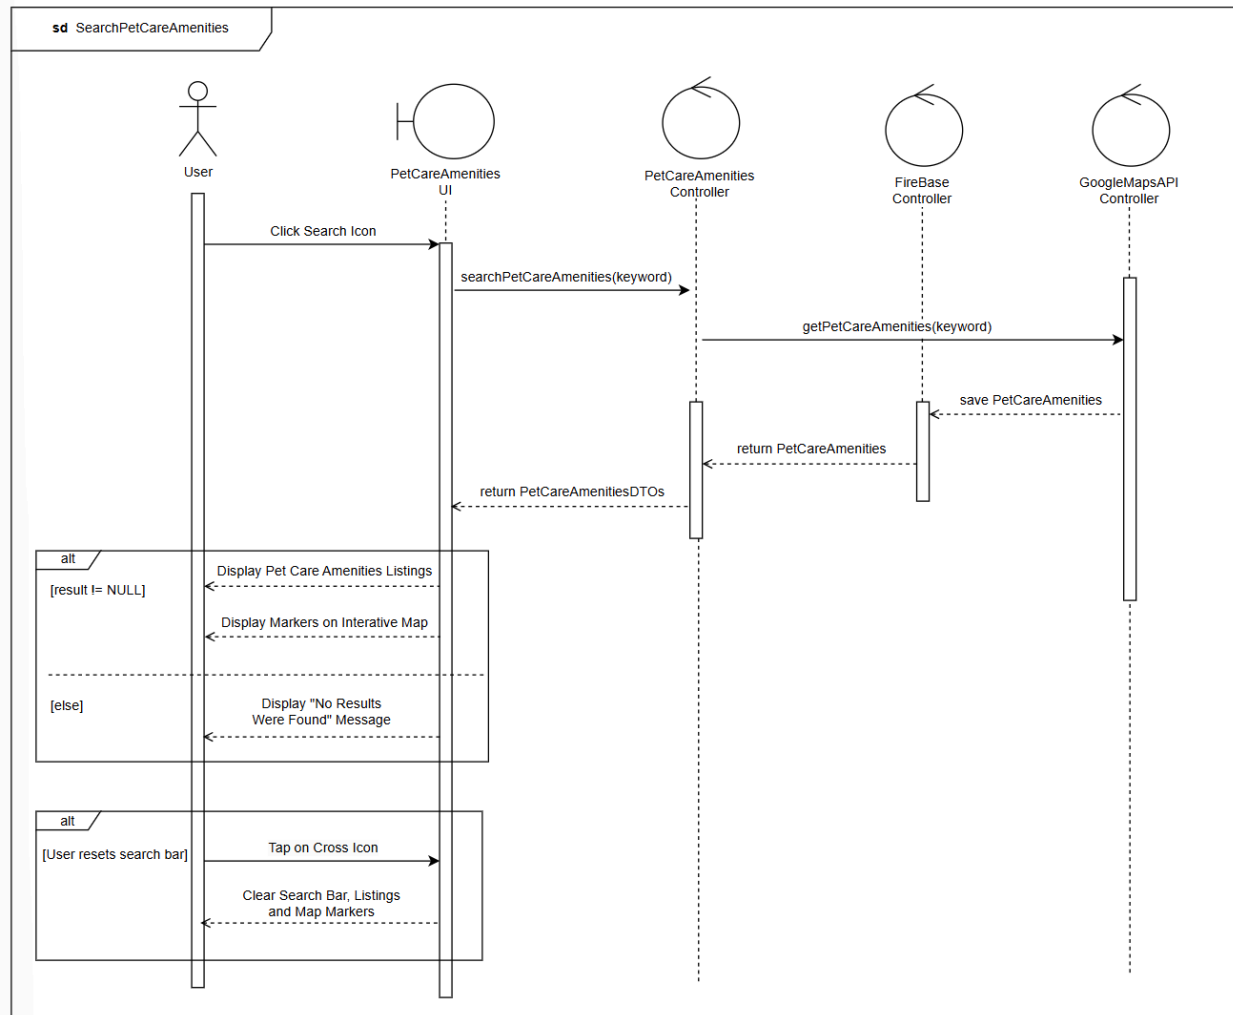 sd SearchPetCareAmenities
User
PetCareAmenities
UI
PetCareAmenities
Controller
FireBase
Controller
GoogleMapsAPI
Controller
Click Search Icon
searchPetCareAmenities(keyword)
getPetCareAmenities(keyword)
save PetCareAmenities
return PetCareAmenities
return PetCareAmenitiesDTOs
alt
[result != NULL]
Display Pet Care Amenities Listings
Display Markers on Interative Map
[else]
Display "No Results
Were Found" Message
alt
[User resets search bar]
Tap on Cross Icon
Clear Search Bar, Listings
and Map Markers